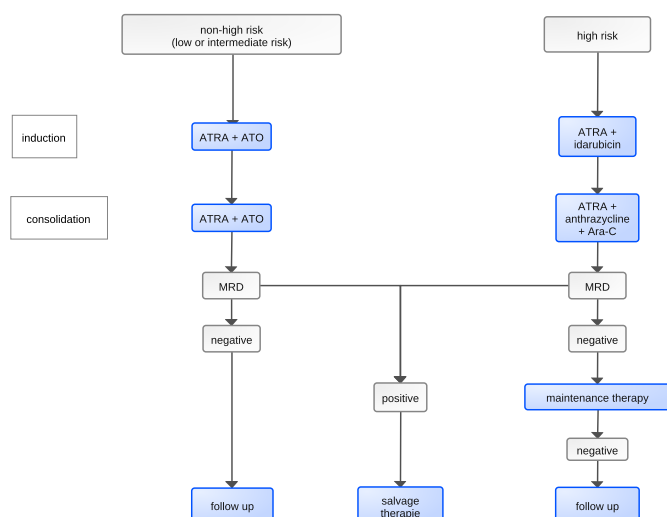 non-high risk
(low or intermediate risk)
high risk
induction
ATRA + ATO
ATRA +
idarubicin
consolidation
ATRA + ATO
ATRA +
anthrazycline
+ Ara-C
MRD
MRD
negative
negative
positive
maintenance therapy
negative
follow up
salvage
therapie
follow up